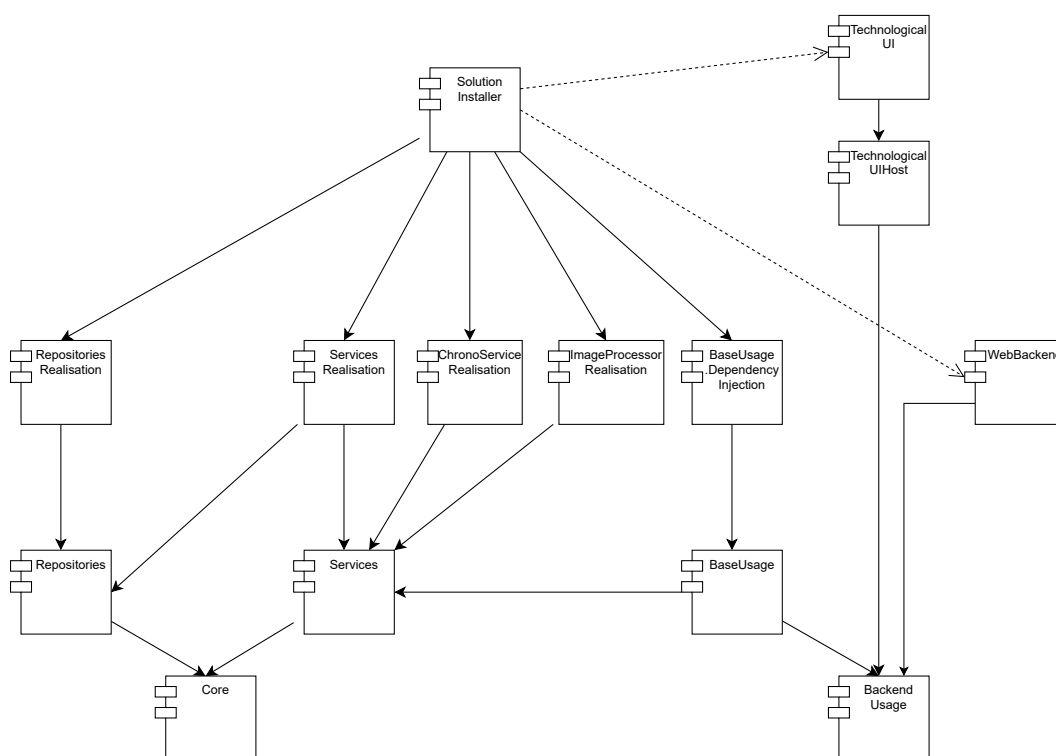 Technological
UI
Solution
Installer
Technological
UIHost
Repositories
Realisation
Services
Realisation
ChronoService
Realisation
ImageProcessor
Realisation
BaseUsage
.Dependency
Injection
WebBackend
Repositories
Services
BaseUsage
Core
Backend
Usage